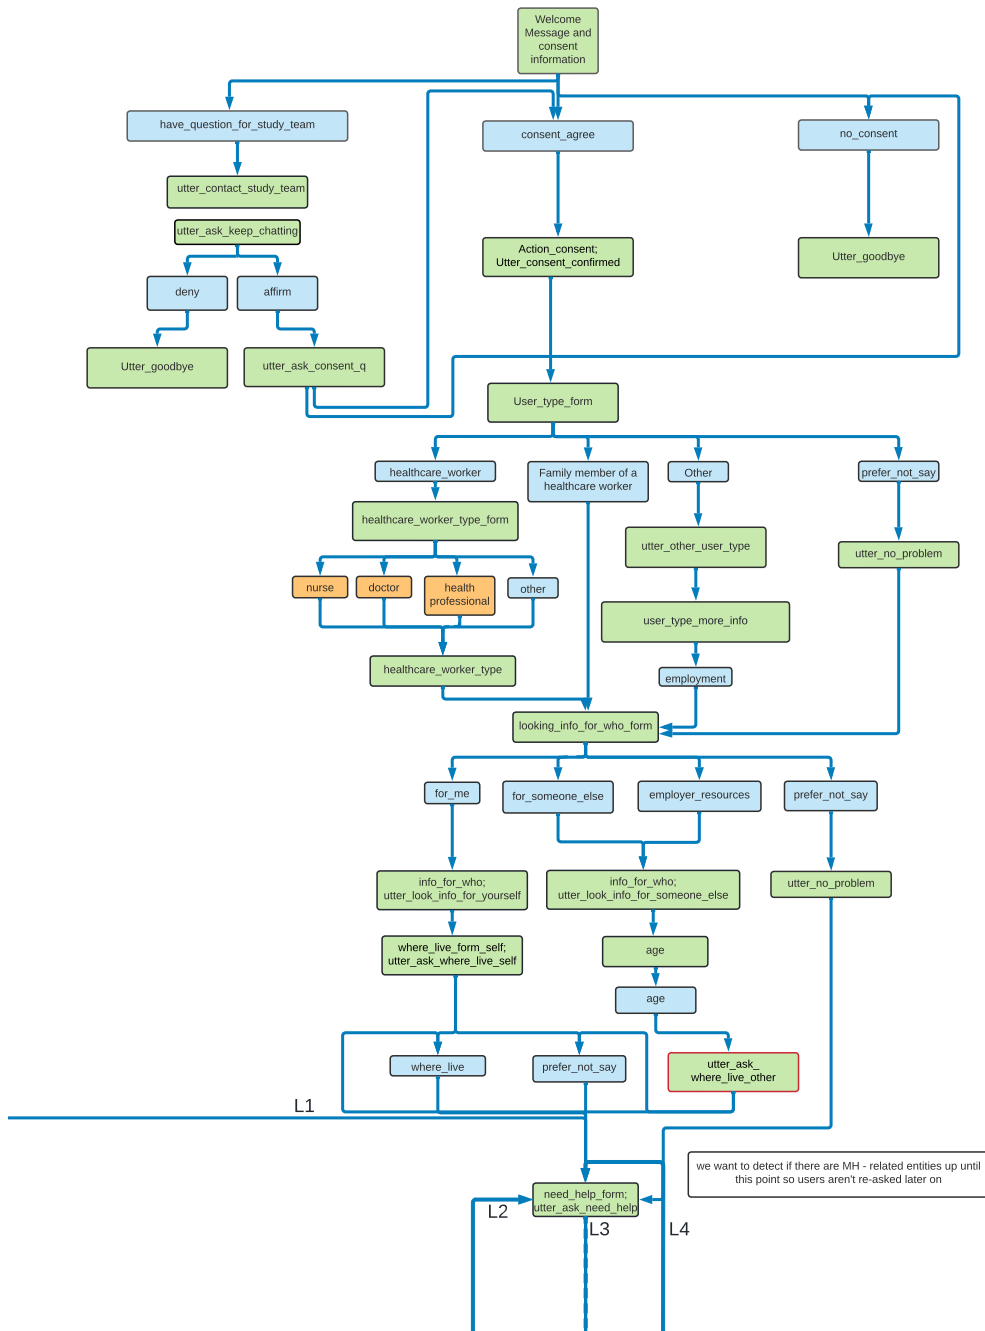 Welcome
Message and
consent
information
have_question_for_study_team
consent_agree
no_consent
utter_contact_study_team
utter_ask_keep_chatting
Action_consent;
Utter_consent_confirmed
Utter_goodbye
deny
affirm
Utter_goodbye
utter_ask_consent_q
User_type_form
healthcare_worker
Family member of a
healthcare worker
Other
prefer_not_say
healthcare_worker_type_form
utter_other_user_type
utter_no_problem
nurse
doctor
health
professional
other
user_type_more_info
healthcare_worker_type
employment
looking_info_for_who_form
for_me
for_someone_else
employer_resources
prefer_not_say
info_for_who;
utter_look_info_for_yourself
info_for_who;
utter_look_info_for_someone_else
utter_no_problem
where_live_form_self;
utter_ask_where_live_self
age
age
where_live
prefer_not_say
utter_ask_
where_live_other
L1
we want to detect if there are MH - related entities up until
this point so users aren't re-asked later on
need_help_form;
utter_ask_need_help
L2
L3
L4